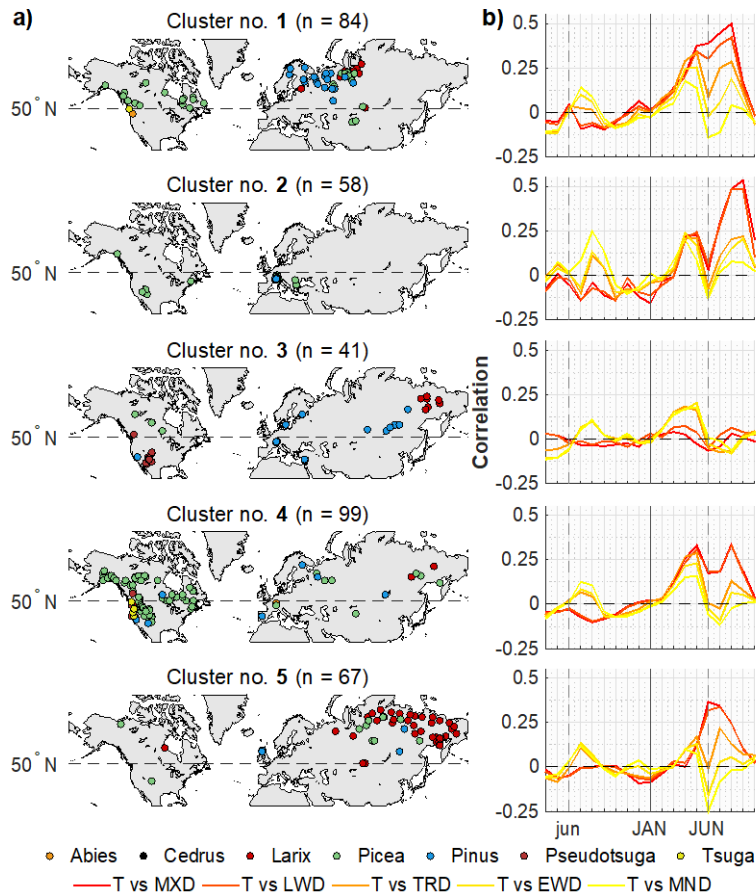 a)
b)
Cluster no. 1 (n = 84)
50° N
0.5
0.25
0
-0.25
Cluster no. 2 (n = 58)
50° N
0.5
0.25
0
-0.25
Cluster no. 3 (n = 41)
50° N
Correlation
0.5
0.25
0
-0.25
Cluster no. 4 (n = 99)
50° N
0.5
0.25
0
-0.25
Cluster no. 5 (n = 67)
50° N
0.5
0.25
0
-0.25
jun JAN JUN
Abies Cedrus Larix Picea Pinus Pseudotsuga Tsuga
T vs MXD T vs LWD T vs TRD T vs EWD T vs MND